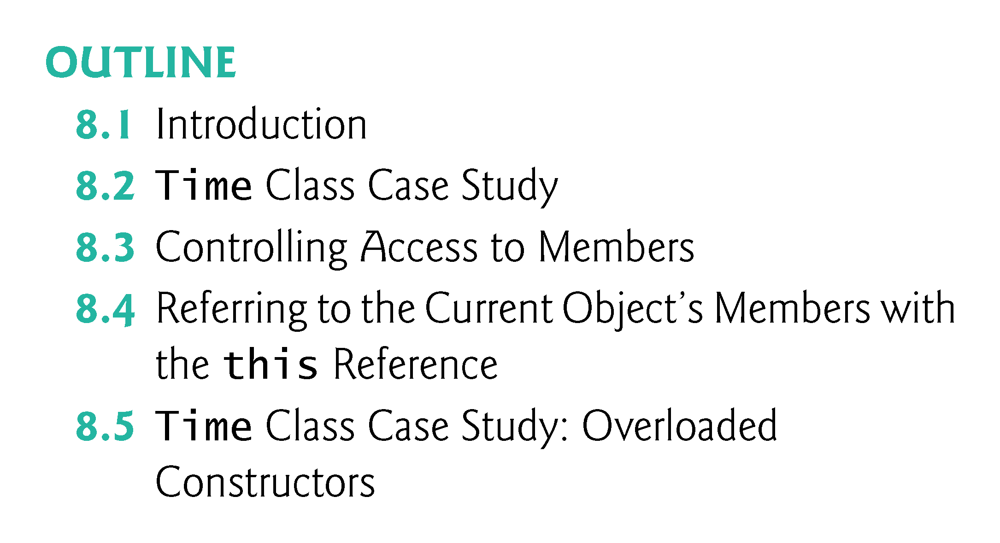 OUTLINE
8.1 Introduction
8.2 Time Class Case Study
8.3 Controlling Access to Members
8.4 Referring to the Current Object’s Members with
the this Reference
8.5 Time Class Case Study: Overloaded
Constructors